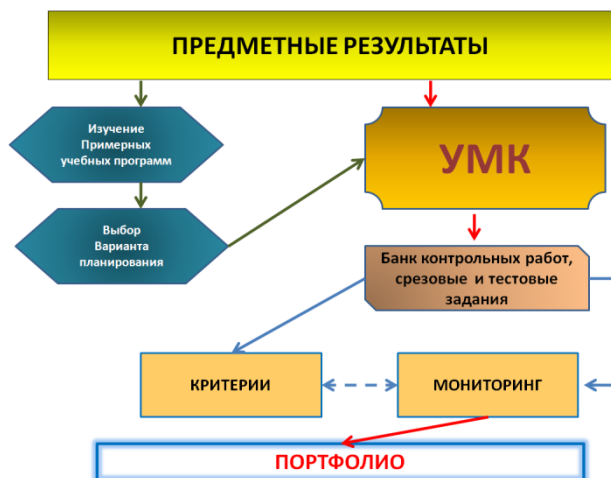 ПРЕДМЕТНЫЕ РЕЗУЛЬТАТЫ
Изучение
Примерных
учебных программ
УМК
Выбор
Варианта
планирования
Банк контрольных работ,
срезовые и тестовые
задания
КРИТЕРИИ
МОНИТОРИНГ
ПОРТФОЛИО